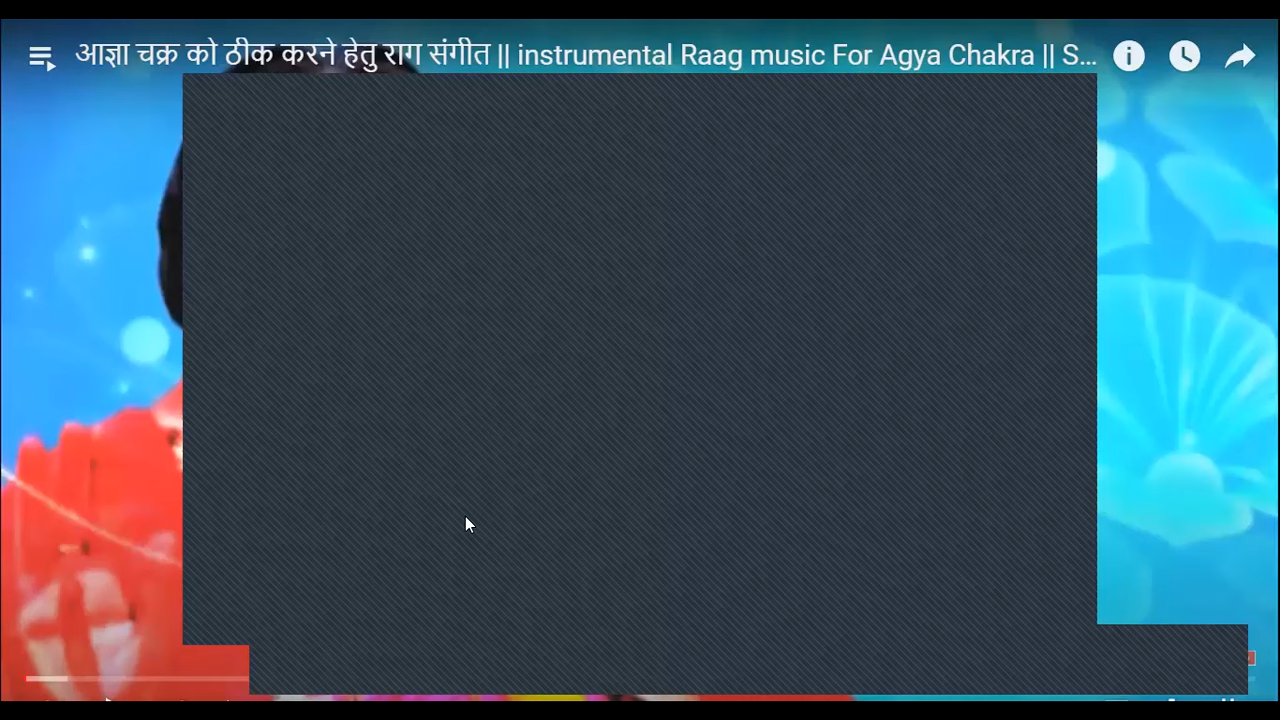 आज्ञा चक्र को ठीक करने हेतु राग संगीत || instrumental Raag music For Agya Chakra || S...